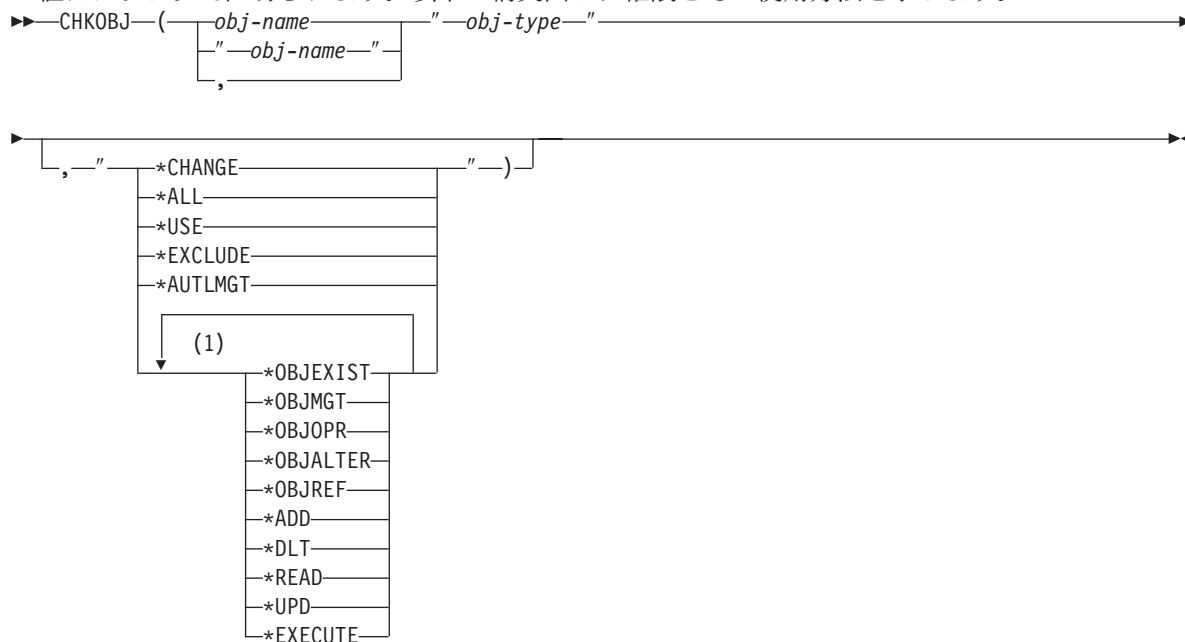 CHKOBJ ( obj-name " obj-type "
" obj-name "
,
, " *CHANGE " )
*ALL
*USE
*EXCLUDE
*AUTLMGT
(1)
*OBJEXIST
*OBJMGT
*OBJOPR
*OBJALTER
*OBJREF
*ADD
*DLT
*READ
*UPD
*EXECUTE